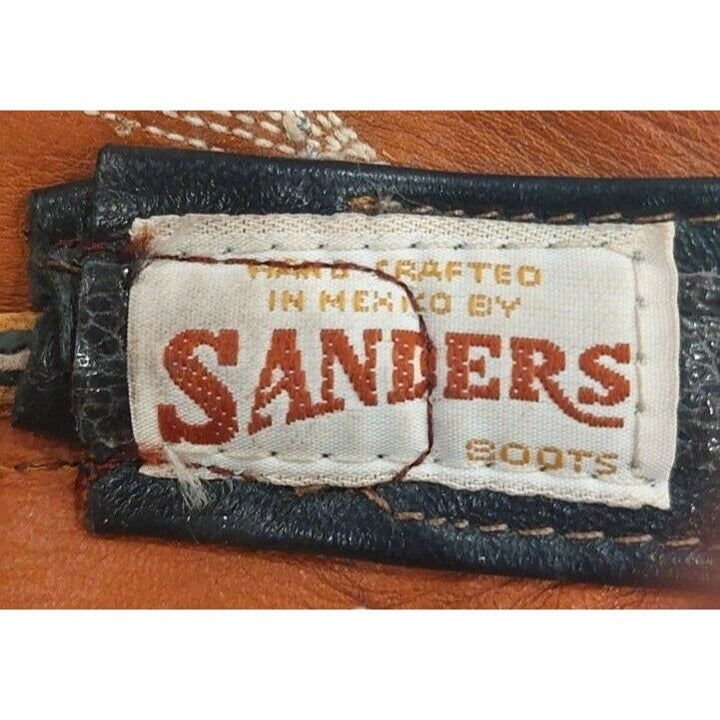 HAND CRAFTED
IN MEXICO BY
SANDERS
BOOTS